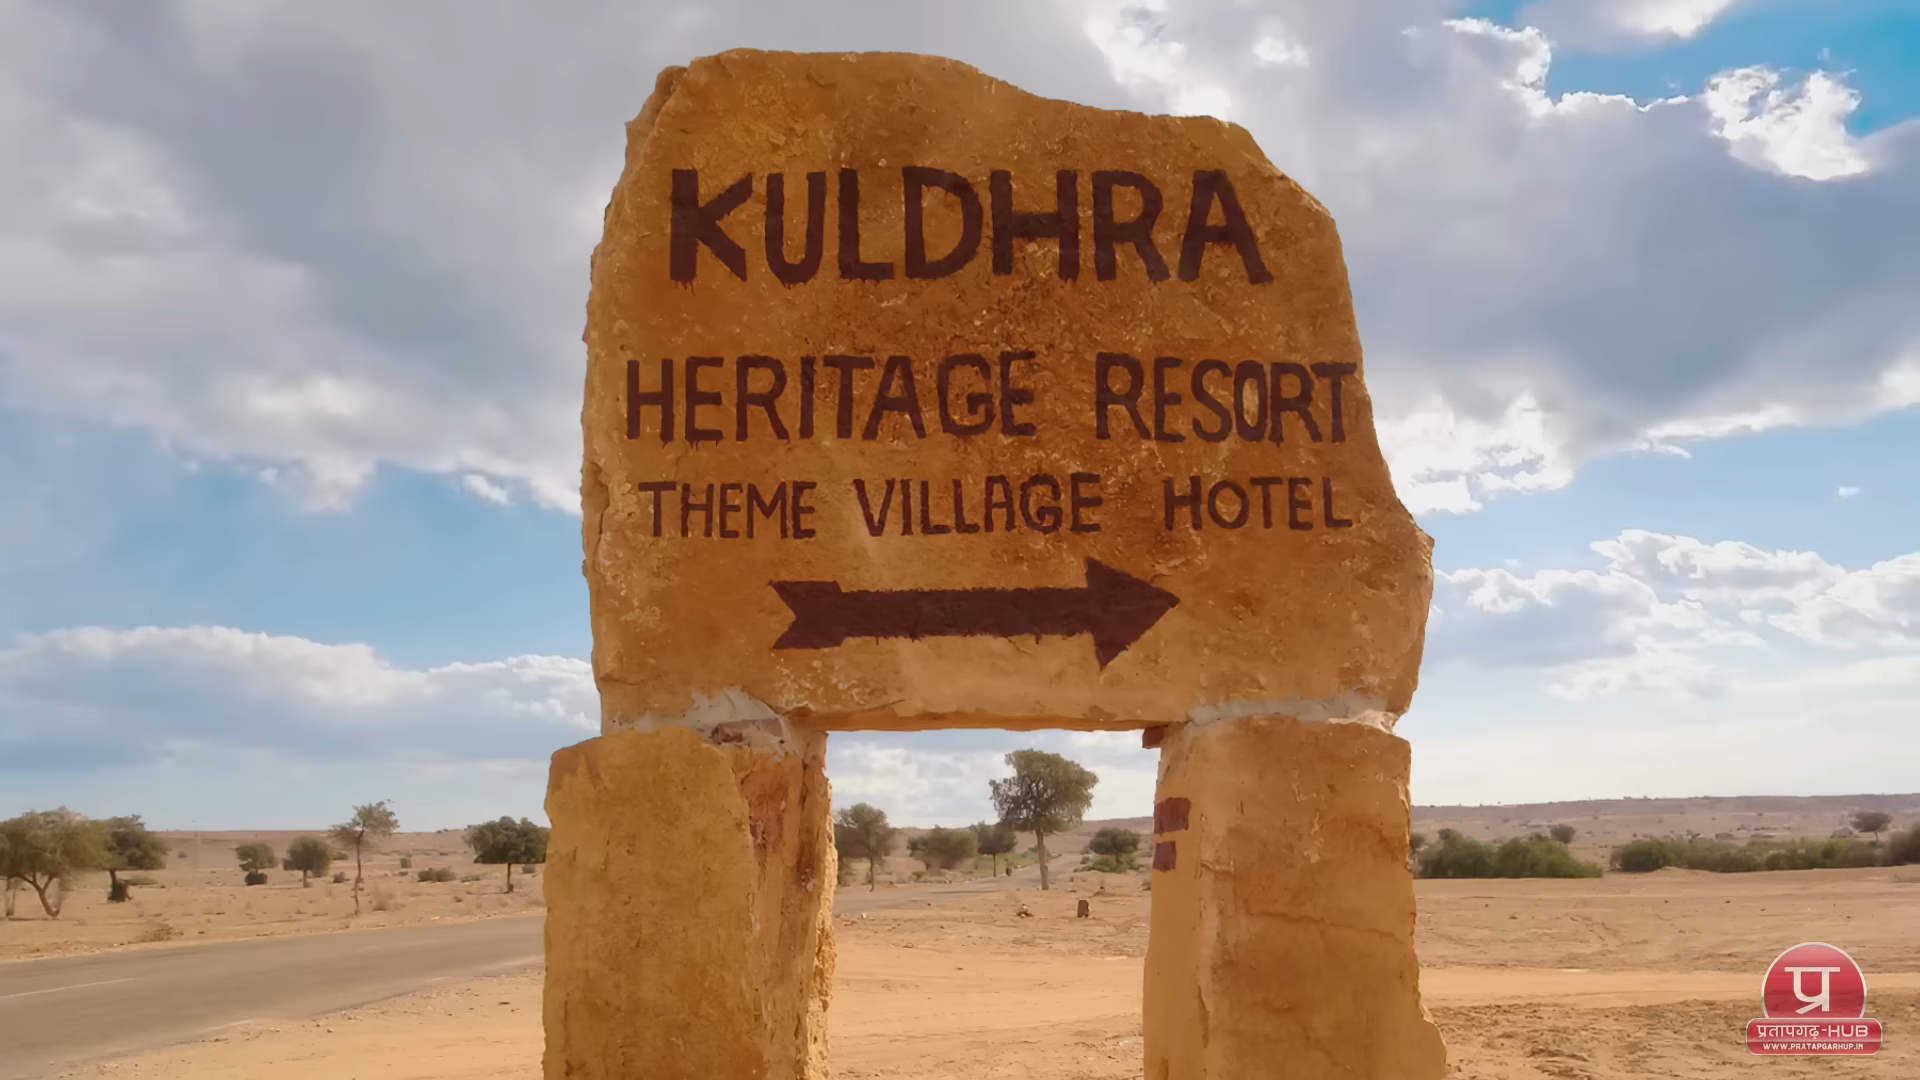 KULDHRA
HERITAGE RESORT
THEME VILLAGE HOTEL
प्र
प्रतापगढ़-HUB
WWW.PRATAPGARHUP.IN